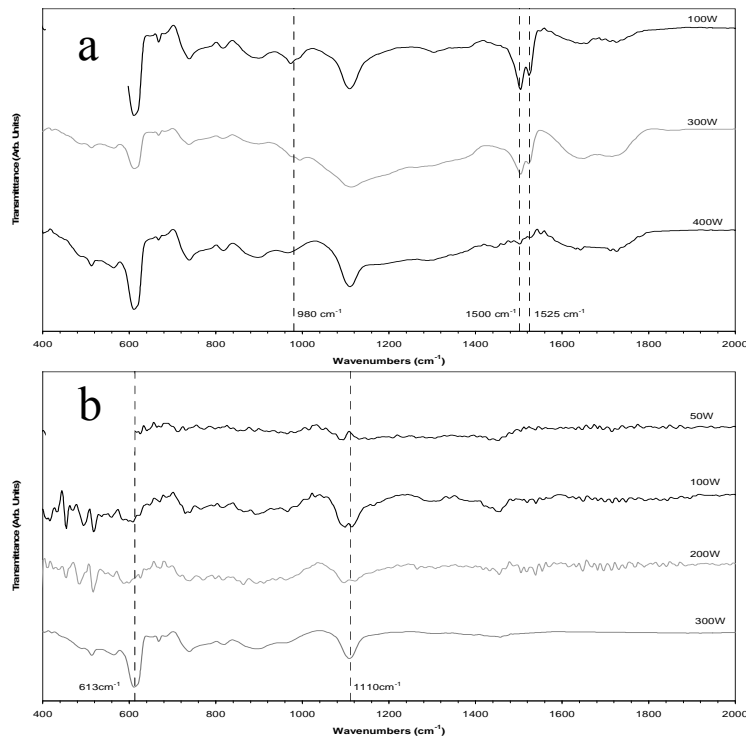 a
100W
300W
400W
Transmittance (Arb. Units)
980 cm⁻¹
1500 cm⁻¹
1525 cm⁻¹
400 600 800 1000 1200 1400 1600 1800 2000
Wavenumbers (cm⁻¹)
b
50W
100W
200W
300W
Transmittance (Arb. Units)
613cm⁻¹
1110cm⁻¹
400 600 800 1000 1200 1400 1600 1800 2000
Wavenumbers (cm⁻¹)